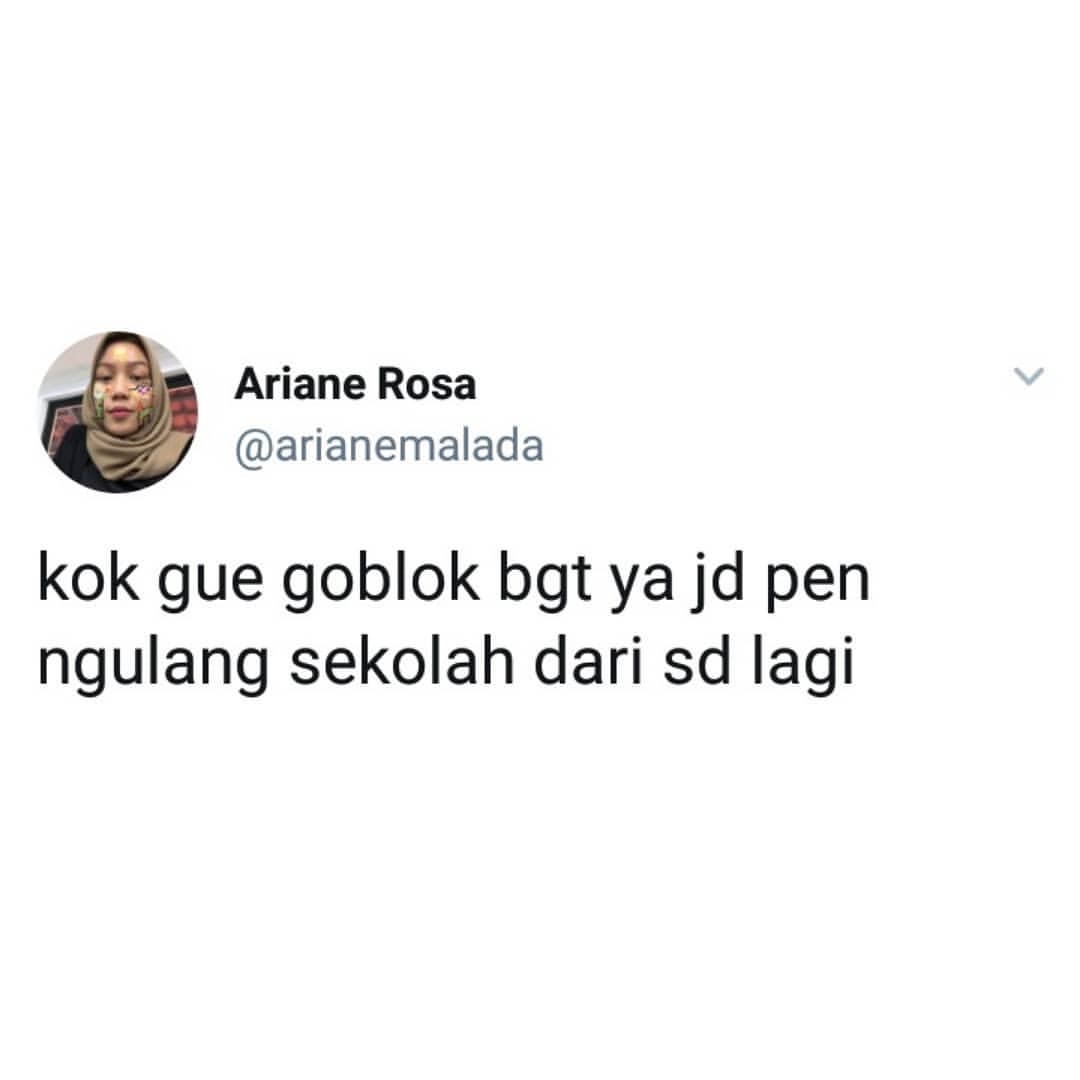 Ariane Rosa
@arianemalada
kok gue goblok bgt ya jd pen
ngulang sekolah dari sd lagi